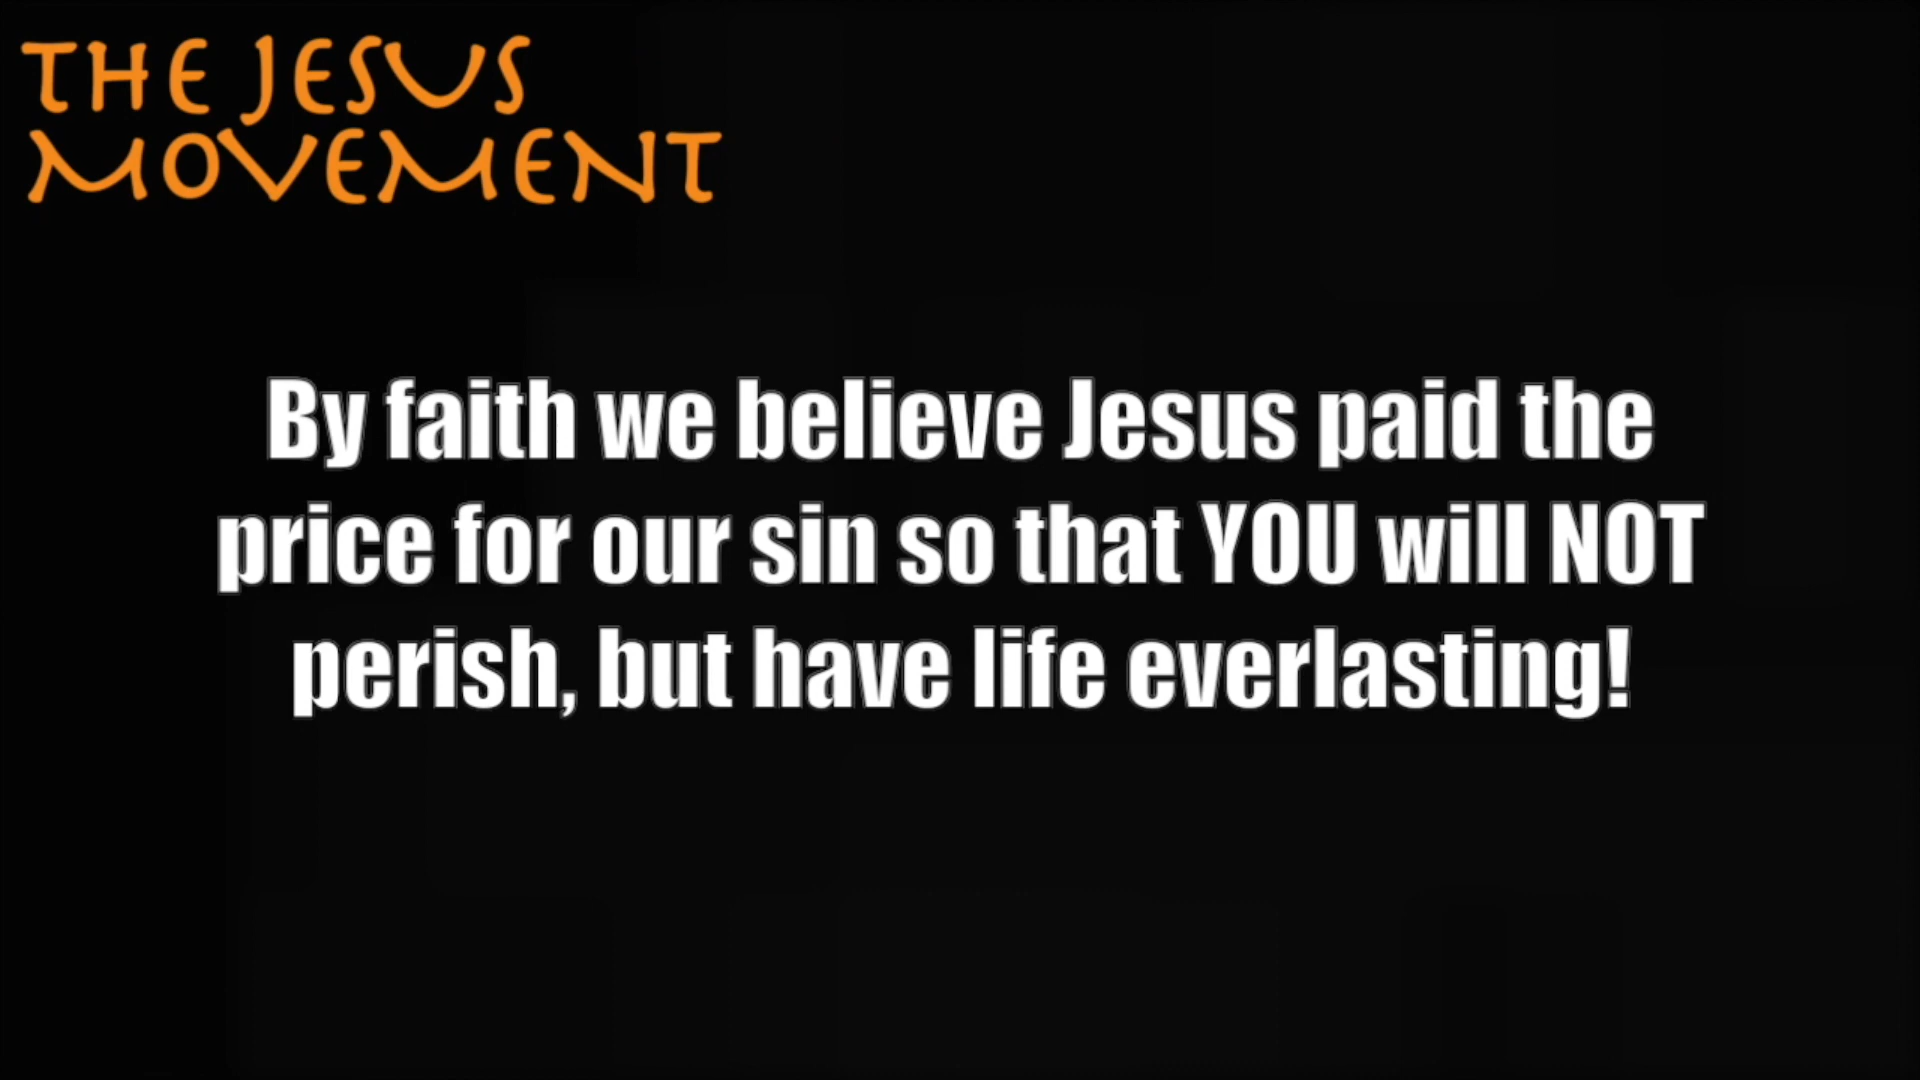 THE JESUS
MOVEMENT
By faith we believe Jesus paid the
price for our sin so that YOU will NOT
perish, but have life everlasting!